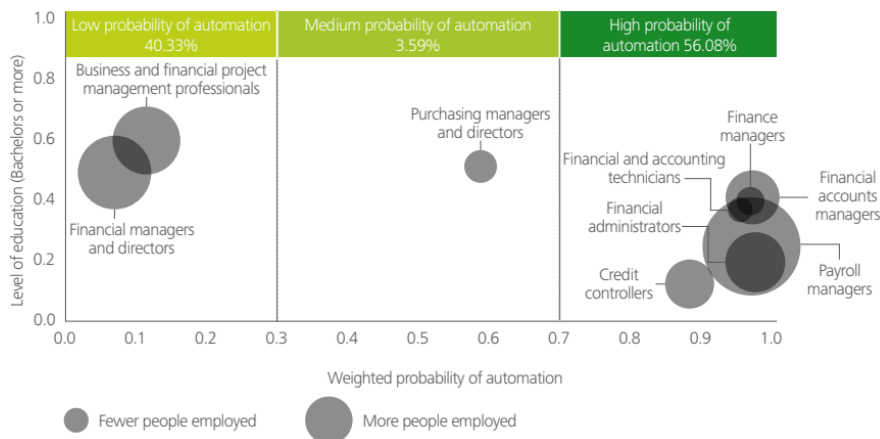 Low probability of automation
40.33%
Medium probability of automation
3.59%
High probability of
automation 56.08%
Level of education (Bachelors or more)
1.0
0.8
0.6
0.4
0.2
0.0
Business and financial project
management professionals
Financial managers
and directors
Purchasing managers
and directors
Finance
managers
Financial and accounting
technicians
Financial
accounts
managers
Financial
administrators
Credit
controllers
Payroll
managers
0.0
0.1
0.2
0.3
0.4
0.5
0.6
0.7
0.8
0.9
1.0
Weighted probability of automation
Fewer people employed
More people employed